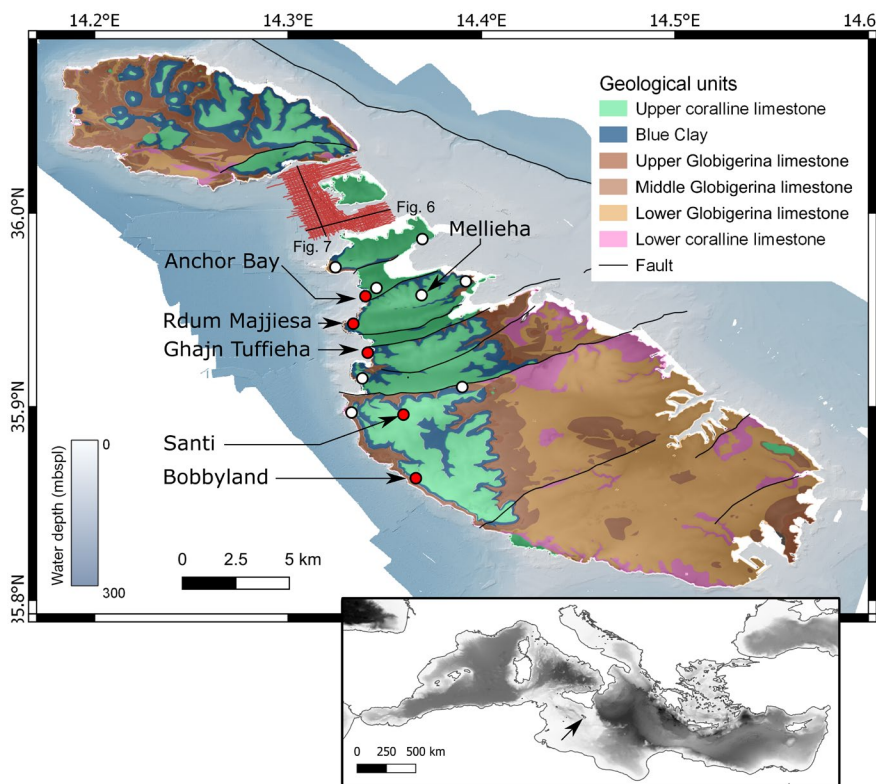 14.2°E
14.3°E
14.4°E
14.5°E
14.6
36.0°N
35.9°N
35.8°N
Geological units
Upper coralline limestone
Blue Clay
Upper Globigerina limestone
Middle Globigerina limestone
Lower Globigerina limestone
Lower coralline limestone
Fault
Fig. 6
Fig. 7
Mellieha
Anchor Bay
Rdum Majjiesa
Ghajn Tuffieha
Santi
Bobbyland
Water depth (mbspl)
0
300
0 2.5 5 km
0 250 500 km